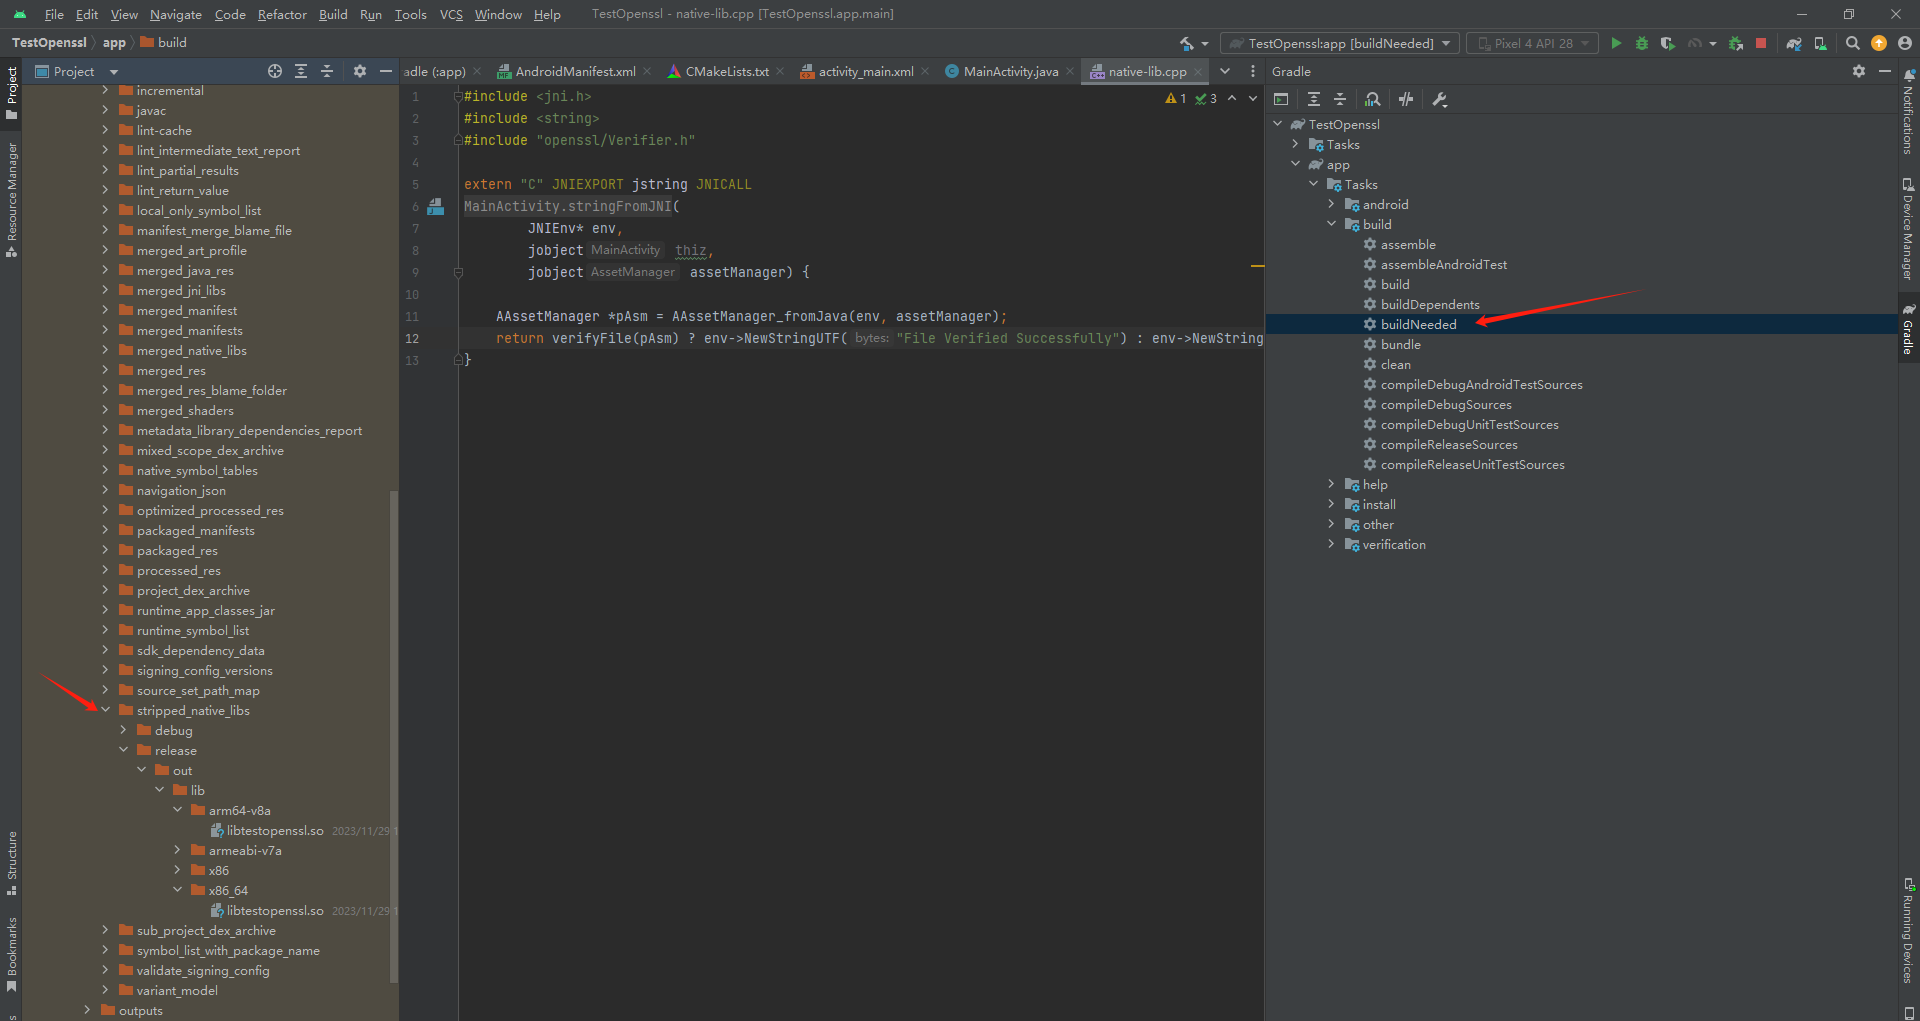 File Edit View Navigate Code Refactor Build Run Tools VCS Window Help TestOpenssl - native-lib.cpp [TestOpenssl.app.main]
TestOpenssl app build
TestOpenssl:app [buildNeeded] Pixel 4 API 28
Project
adle (:app) AndroidManifest.xml CMakeLists.txt activity_main.xml MainActivity.java native-lib.cpp
Gradle
Project
Resource Manager
Structure
Bookmarks
incremental
javac
lint-cache
lint_intermediate_text_report
lint_partial_results
lint_return_value
local_only_symbol_list
manifest_merge_blame_file
merged_art_profile
merged_java_res
merged_jni_libs
merged_manifest
merged_manifests
merged_native_libs
merged_res
merged_res_blame_folder
merged_shaders
metadata_library_dependencies_report
mixed_scope_dex_archive
native_symbol_tables
navigation_json
optimized_processed_res
packaged_manifests
packaged_res
processed_res
project_dex_archive
runtime_app_classes_jar
runtime_symbol_list
sdk_dependency_data
signing_config_versions
source_set_path_map
stripped_native_libs
debug
release
out
lib
arm64-v8a
libtestopenssl.so 2023/11/29 1
armeabi-v7a
x86
x86_64
libtestopenssl.so 2023/11/29 1
sub_project_dex_archive
symbol_list_with_package_name
validate_signing_config
variant_model
outputs
1 #include <jni.h>
2 #include <string>
3 #include "openssl/Verifier.h"
4
5 extern "C" JNIEXPORT jstring JNICALL
6 MainActivity.stringFromJNI(
7 JNIEnv* env,
8 jobject MainActivity thiz,
9 jobject AssetManager assetManager) {
10
11 AAssetManager *pAsm = AAssetManager_fromJava(env, assetManager);
12 return verifyFile(pAsm) ? env->NewStringUTF( bytes: "File Verified Successfully") : env->NewString
13 }
1 3
TestOpenssl
Tasks
app
Tasks
android
build
assemble
assembleAndroidTest
build
buildDependents
buildNeeded
bundle
clean
compileDebugAndroidTestSources
compileDebugSources
compileDebugUnitTestSources
compileReleaseSources
compileReleaseUnitTestSources
help
install
other
verification
Notifications
Device Manager
Gradle
Running Devices